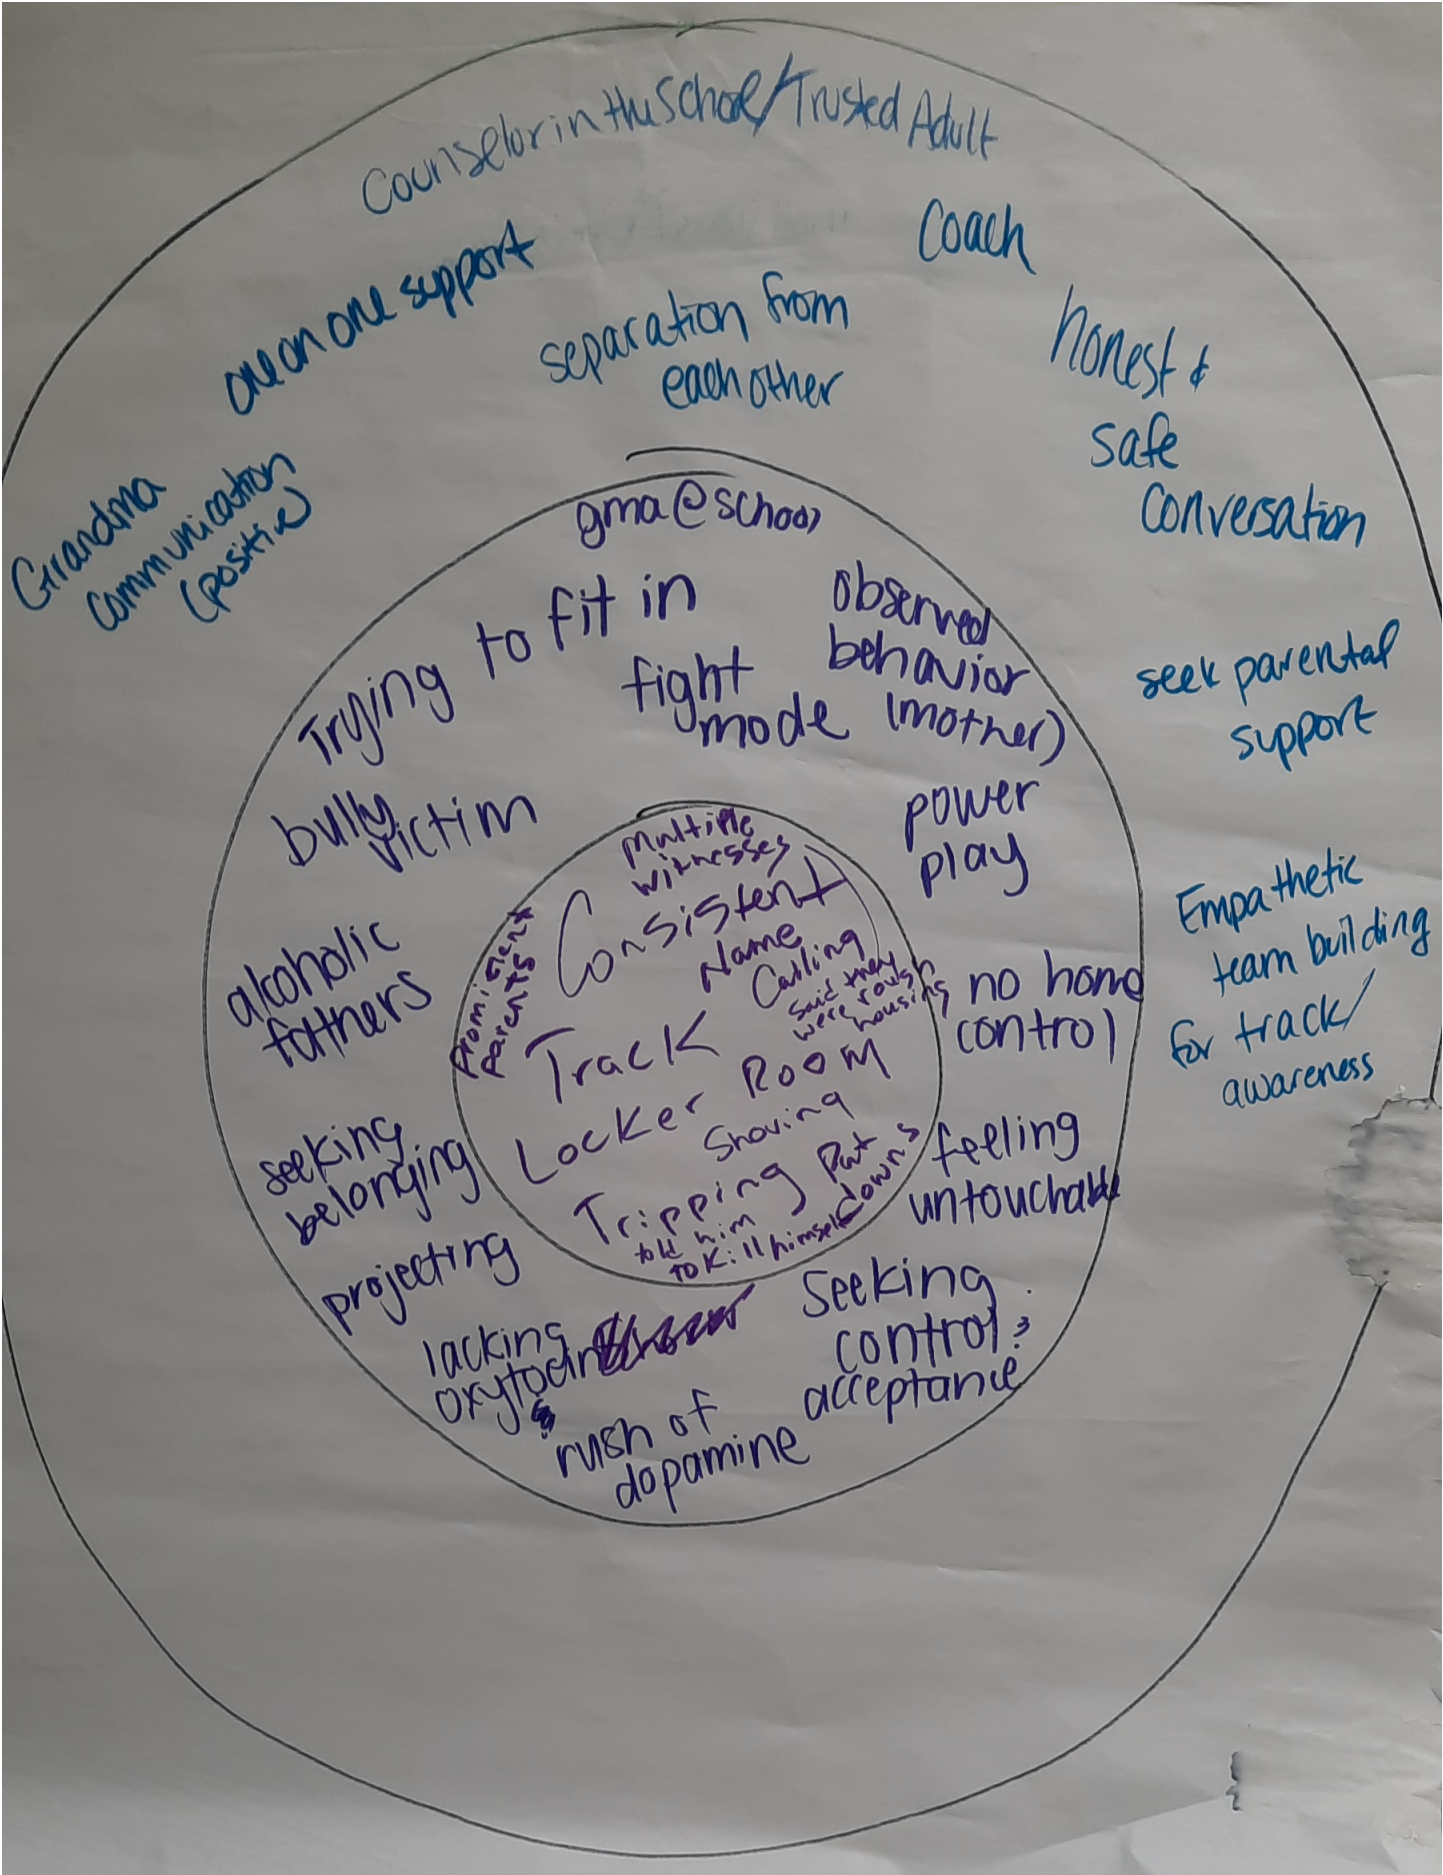 Counselor in the School/Trusted Adult
Coach
one on one support
separation from
each other
honest &
safe
conversation
Grandma
communication
(positive)
seek parental
support
Empathetic
team building
for track/
awareness
gma@school
Trying to fit in
observed
behavior
(mother)
fight
mode
bully
victim
power
play
alcoholic
fathers
no home
control
seeking
belonging
feeling
untouchable
projecting
lacking
oxytocin
Seeking
control &
acceptance
rush of
dopamine
Multiple
witnesses
Consistent
Name
Calling
said they
were rough
housing
parents
Track
Locker Room
Shoving
Tripping
Put
downs
told him
to kill himself